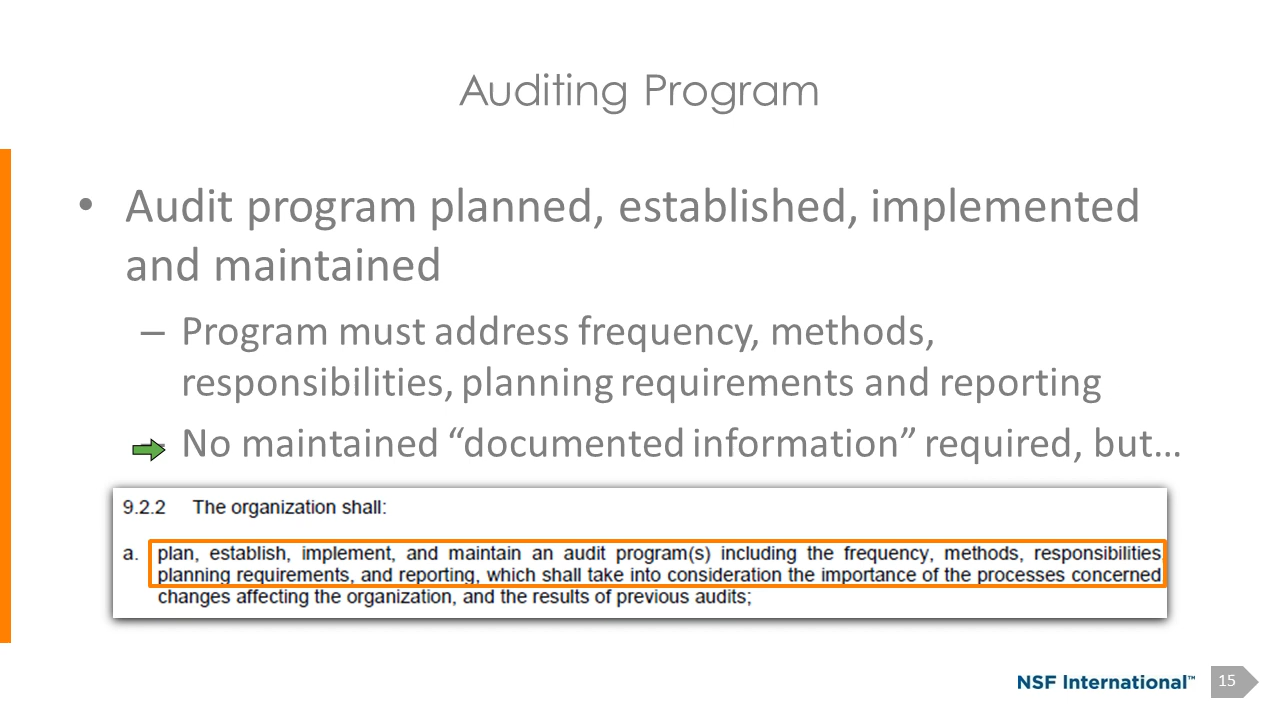 Auditing Program
• Audit program planned, established, implemented
and maintained
– Program must address frequency, methods,
responsibilities, planning requirements and reporting
No maintained “documented information” required, but…
9.2.2 The organization shall:
a. plan, establish, implement, and maintain an audit program(s) including the frequency, methods, responsibilities,
planning requirements, and reporting, which shall take into consideration the importance of the processes concerned
changes affecting the organization, and the results of previous audits;
NSF International™
15